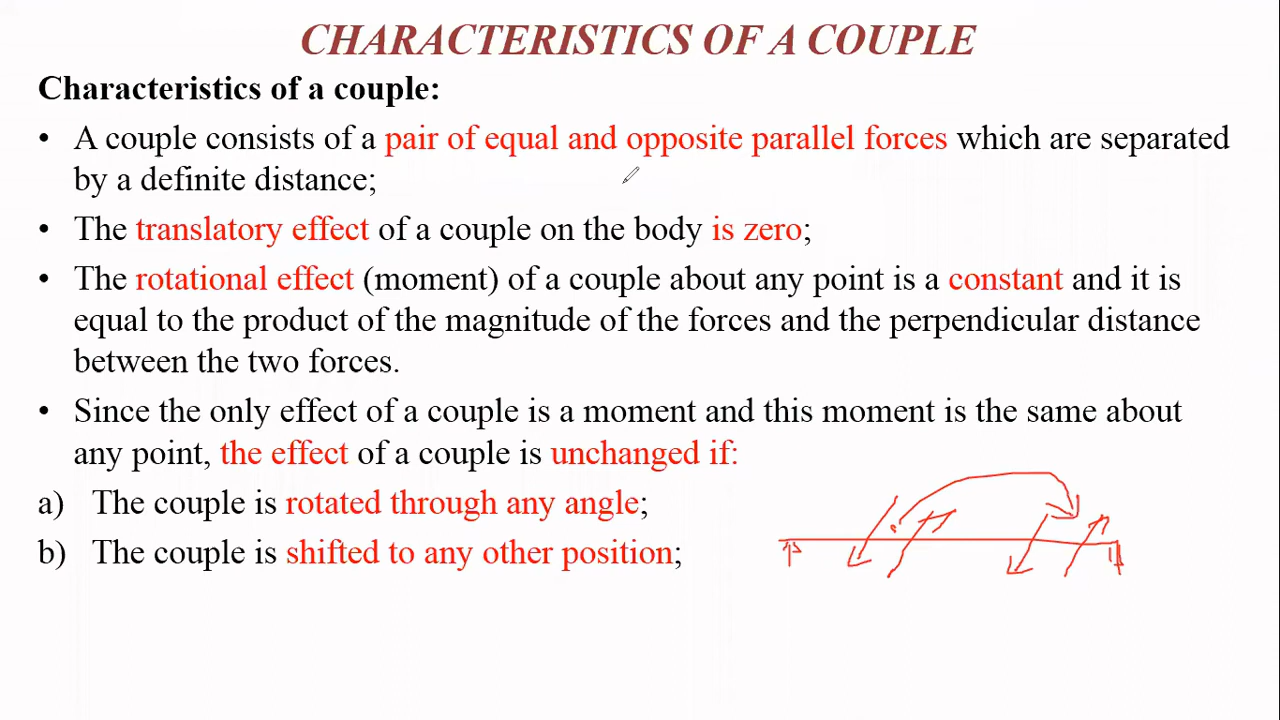 CHARACTERISTICS OF A COUPLE
Characteristics of a couple:
• A couple consists of a pair of equal and opposite parallel forces which are separated
by a definite distance;
• The translatory effect of a couple on the body is zero;
• The rotational effect (moment) of a couple about any point is a constant and it is
equal to the product of the magnitude of the forces and the perpendicular distance
between the two forces.
• Since the only effect of a couple is a moment and this moment is the same about
any point, the effect of a couple is unchanged if:
a) The couple is rotated through any angle;
b) The couple is shifted to any other position;